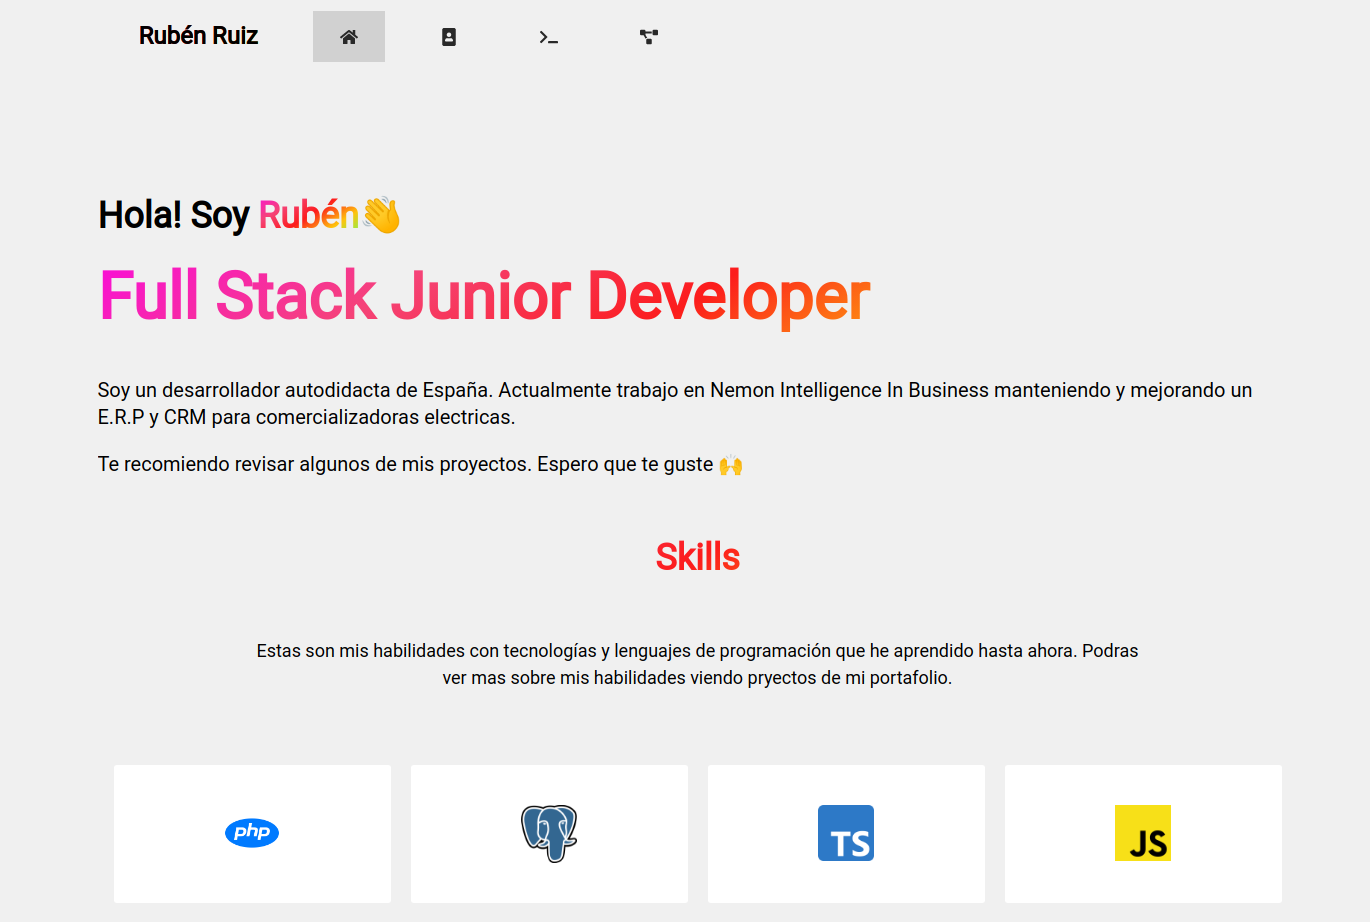 Rubén Ruiz
Hola! Soy Rubén👋
Full Stack Junior Developer
Soy un desarrollador autodidacta de España. Actualmente trabajo en Nemon Intelligence In Business manteniendo y mejorando un
E.R.P y CRM para comercializadoras electricas.
Te recomiendo revisar algunos de mis proyectos. Espero que te guste 🙌
Skills
Estas son mis habilidades con tecnologías y lenguajes de programación que he aprendido hasta ahora. Podras
ver mas sobre mis habilidades viendo pryectos de mi portafolio.
php
TS
JS